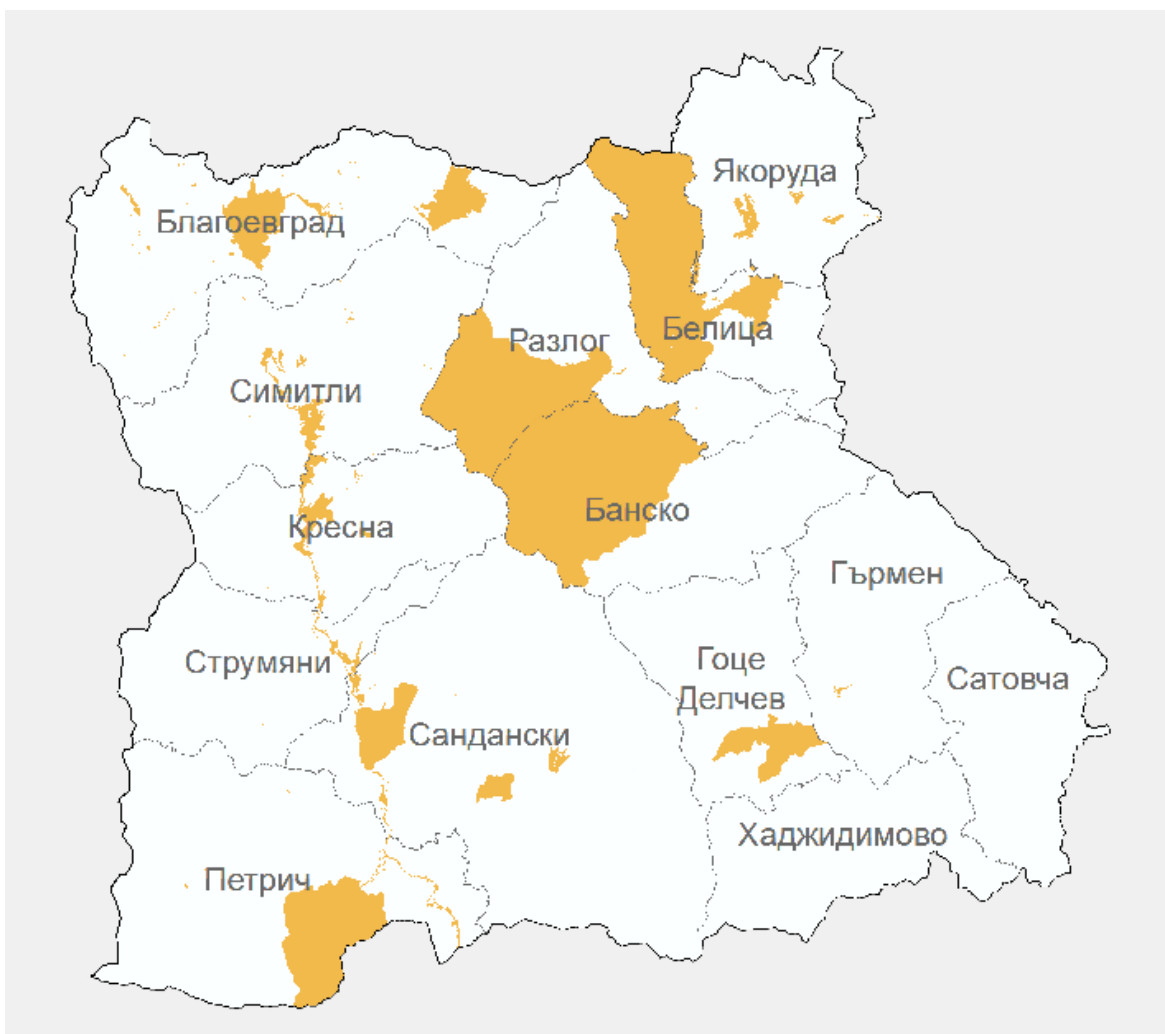 Якоруда
Благоевград
Белица
Разлог
Симитли
Банско
Кресна
Гърмен
Струмяни
Гоце
Делчев
Сатовча
Сандански
Хаджидимово
Петрич